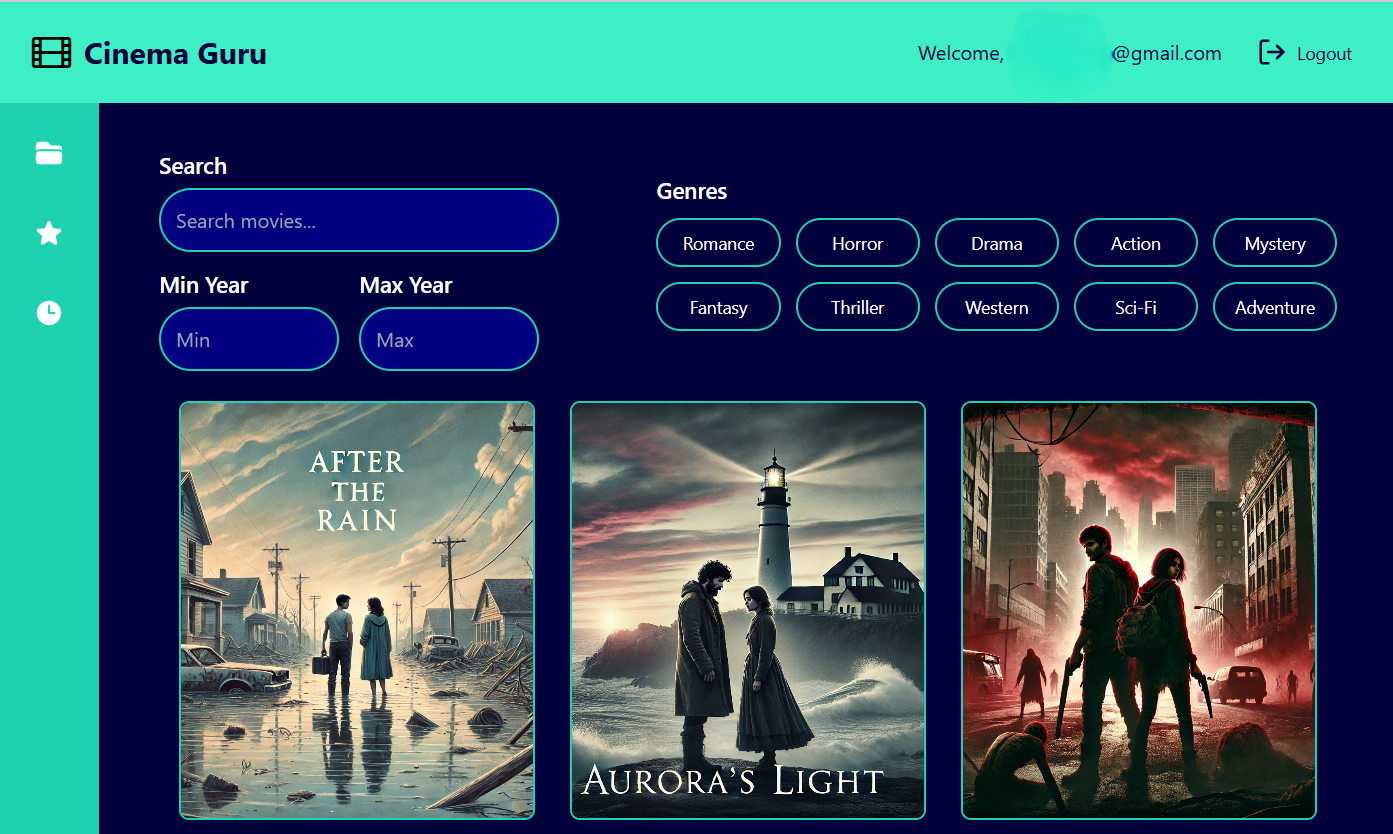 Cinema Guru
Welcome, @gmail.com
Logout
Search
Search movies...
Min Year
Max Year
Min
Max
Genres
Romance
Horror
Drama
Action
Mystery
Fantasy
Thriller
Western
Sci-Fi
Adventure
AFTER
THE
RAIN
AURORA'S LIGHT